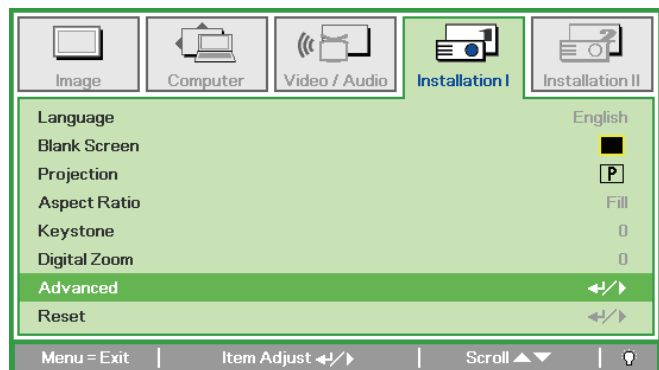 Image Computer Video / Audio Installation I Installation II
Language English
Blank Screen
Projection P
Aspect Ratio Fill
Keystone 0
Digital Zoom 0
Advanced
Reset
Menu = Exit | Item Adjust | Scroll |